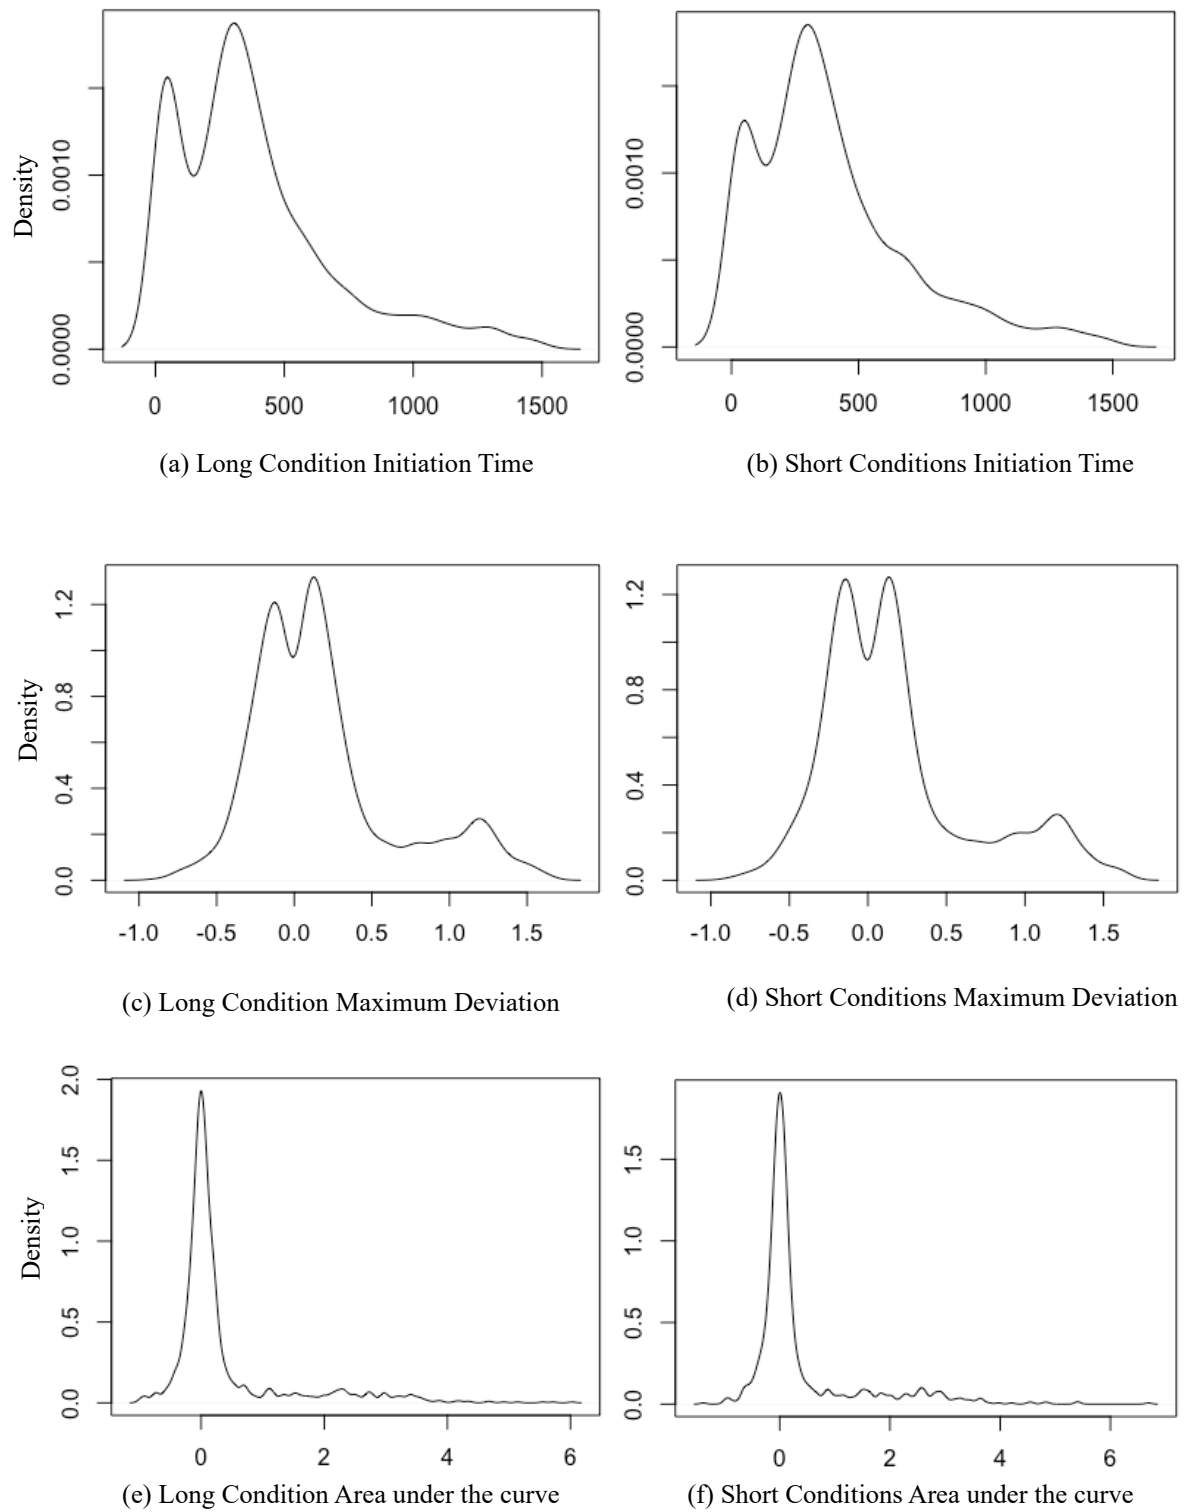 Density
0.0000
0.0010
0 500 1000 1500
(a) Long Condition Initiation Time
0.0000
0.0010
0 500 1000 1500
(b) Short Conditions Initiation Time
Density
0.0
0.4
0.8
1.2
-1.0 -0.5 0.0 0.5 1.0 1.5
(c) Long Condition Maximum Deviation
0.0
0.4
0.8
1.2
-1.0 -0.5 0.0 0.5 1.0 1.5
(d) Short Conditions Maximum Deviation
Density
0.0
0.5
1.0
1.5
2.0
0 2 4 6
(e) Long Condition Area under the curve
0.0
0.5
1.0
1.5
0 2 4 6
(f) Short Conditions Area under the curve